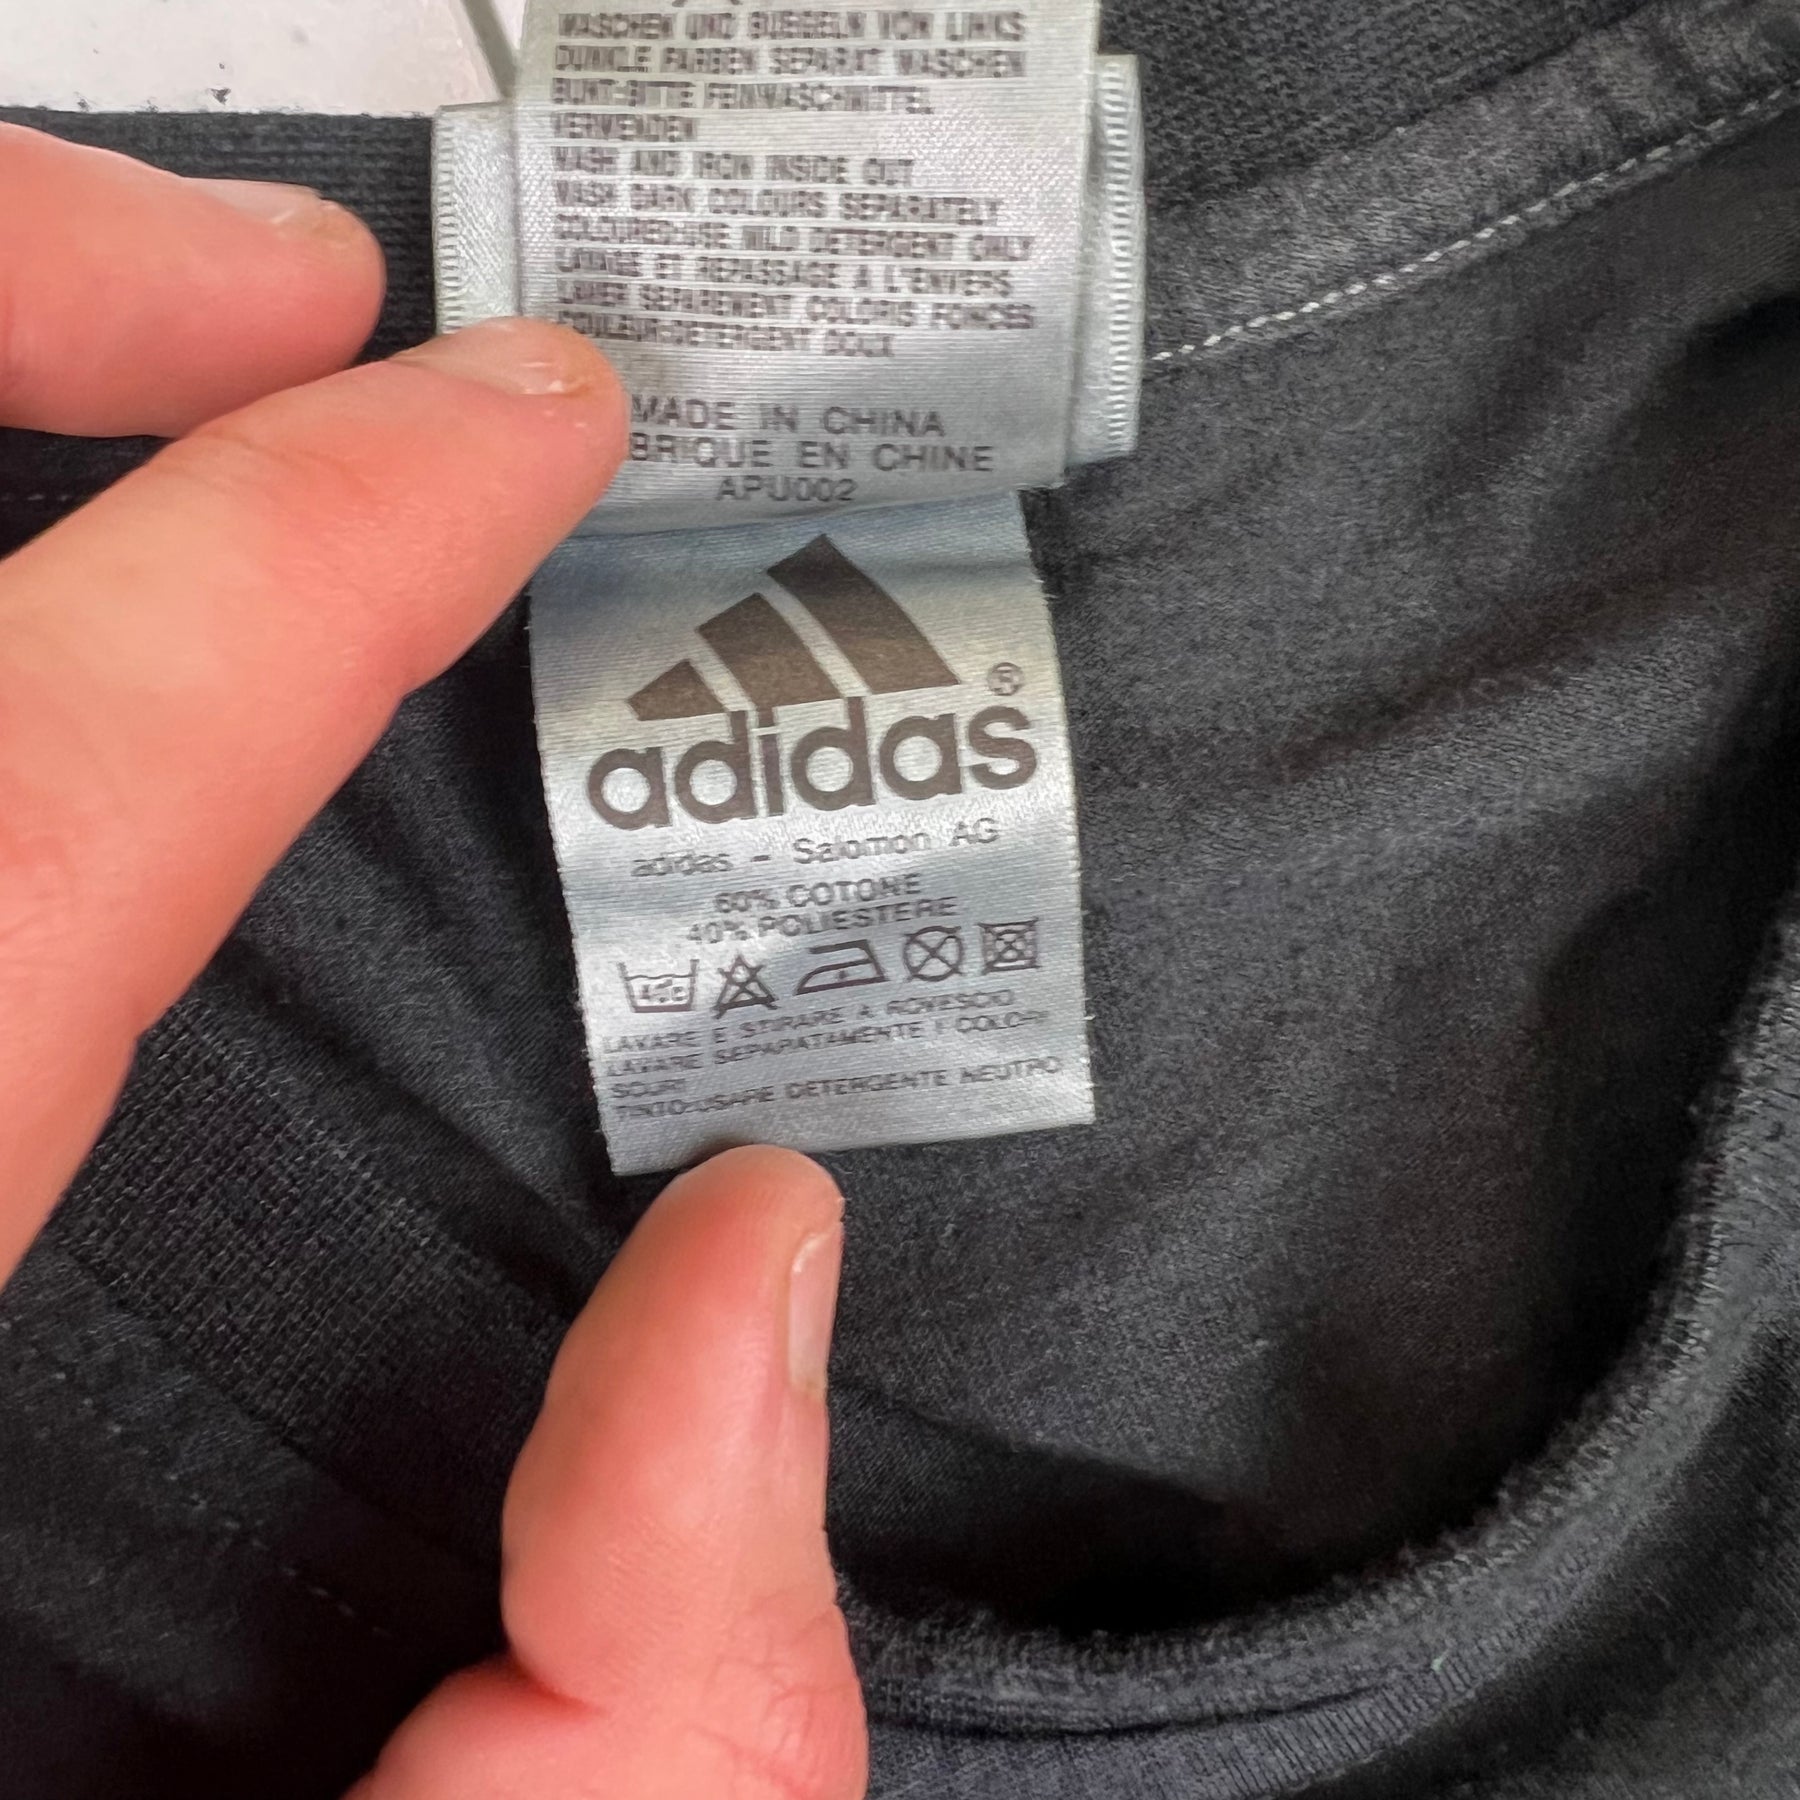 WASCHEN UND BUEGELN VON LINKS
DUNKLE FARBEN SEPARAT WASCHEN
BUNT-BITTE FEINWASCHMITTEL
VERWENDEN
WASH AND IRON INSIDE OUT
WASH DARK COLOURS SEPARATELY
COLOURED:USE MILD DETERGENT ONLY
LAVAGE ET REPASSAGE A L'ENVERS
LAVER SEPAREMENT COLORIS FONCES
COULEUR-DETERGENT DOUX
MADE IN CHINA
BRIQUE EN CHINE
APU002
adidas®
adidas - Salomon AG
60% COTONE
40% POLIESTERE
LAVARE E STIRARE A ROVESCIO
LAVARE SEPARATAMENTE I COLORI
SCURI
TINTO:USARE DETERGENTE NEUTRO